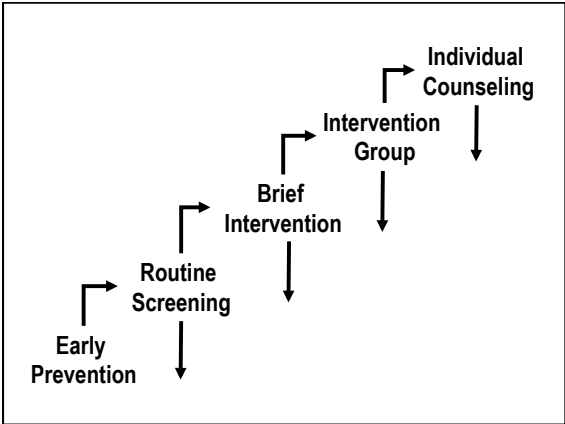 Individual
Counseling
Intervention
Group
Brief
Intervention
Routine
Screening
Early
Prevention